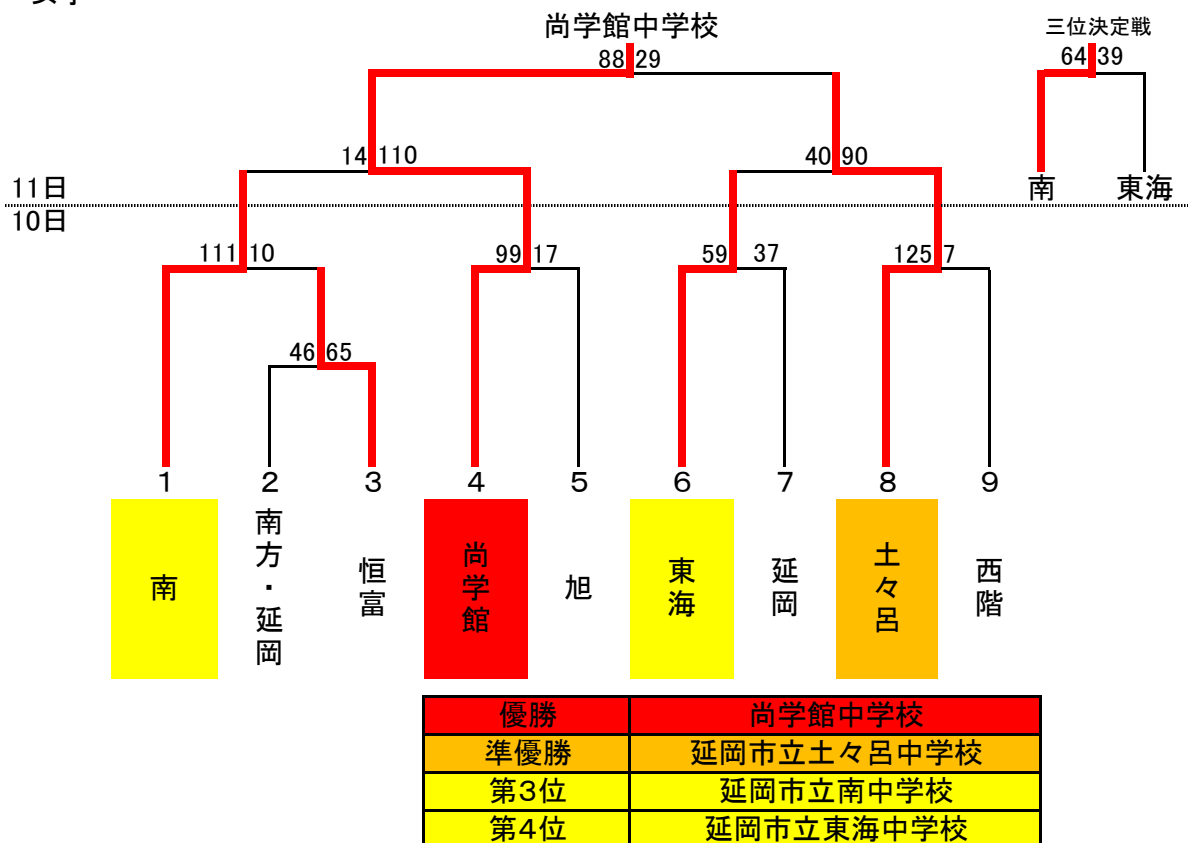 尚学館中学校
三位決定戦
88 29
64 39
14 110
40 90
南 東海
11日
10日
111 10
99 17
59 37
125 7
46 65
1 2 3 4 5 6 7 8 9
南
南方・延岡
恒富
尚学館
旭
東海
延岡
土々呂
西階
優勝 尚学館中学校
準優勝 延岡市立土々呂中学校
第3位 延岡市立南中学校
第4位 延岡市立東海中学校